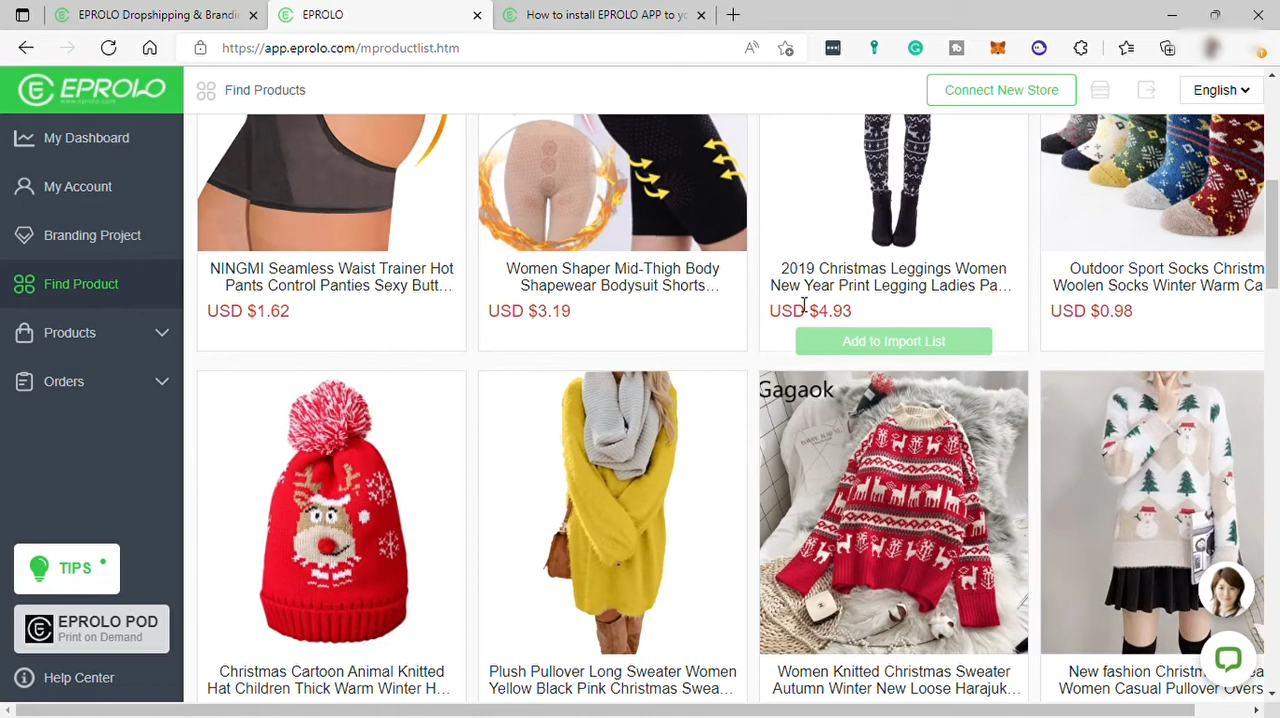 EPROLO Dropshipping & Brandi
EPROLO
How to install EPROLO APP to yo
https://app.eprolo.com/mproductlist.htm
EPROLO
www.eprolo.com
Find Products
Connect New Store
English
My Dashboard
My Account
Branding Project
Find Product
Products
Orders
TIPS
EPROLO POD
Print on Demand
Help Center
NINGMI Seamless Waist Trainer Hot
Pants Control Panties Sexy Butt...
USD $1.62
Women Shaper Mid-Thigh Body
Shapewear Bodysuit Shorts...
USD $3.19
2019 Christmas Leggings Women
New Year Print Legging Ladies Pa...
USD $4.93
Add to Import List
Outdoor Sport Socks Christm
Woolen Socks Winter Warm Ca
USD $0.98
Gagaok
Christmas Cartoon Animal Knitted
Hat Children Thick Warm Winter H...
Plush Pullover Long Sweater Women
Yellow Black Pink Christmas Swea...
Women Knitted Christmas Sweater
Autumn Winter New Loose Harajuk...
New fashion Christm
Women Casual Pullover Overs